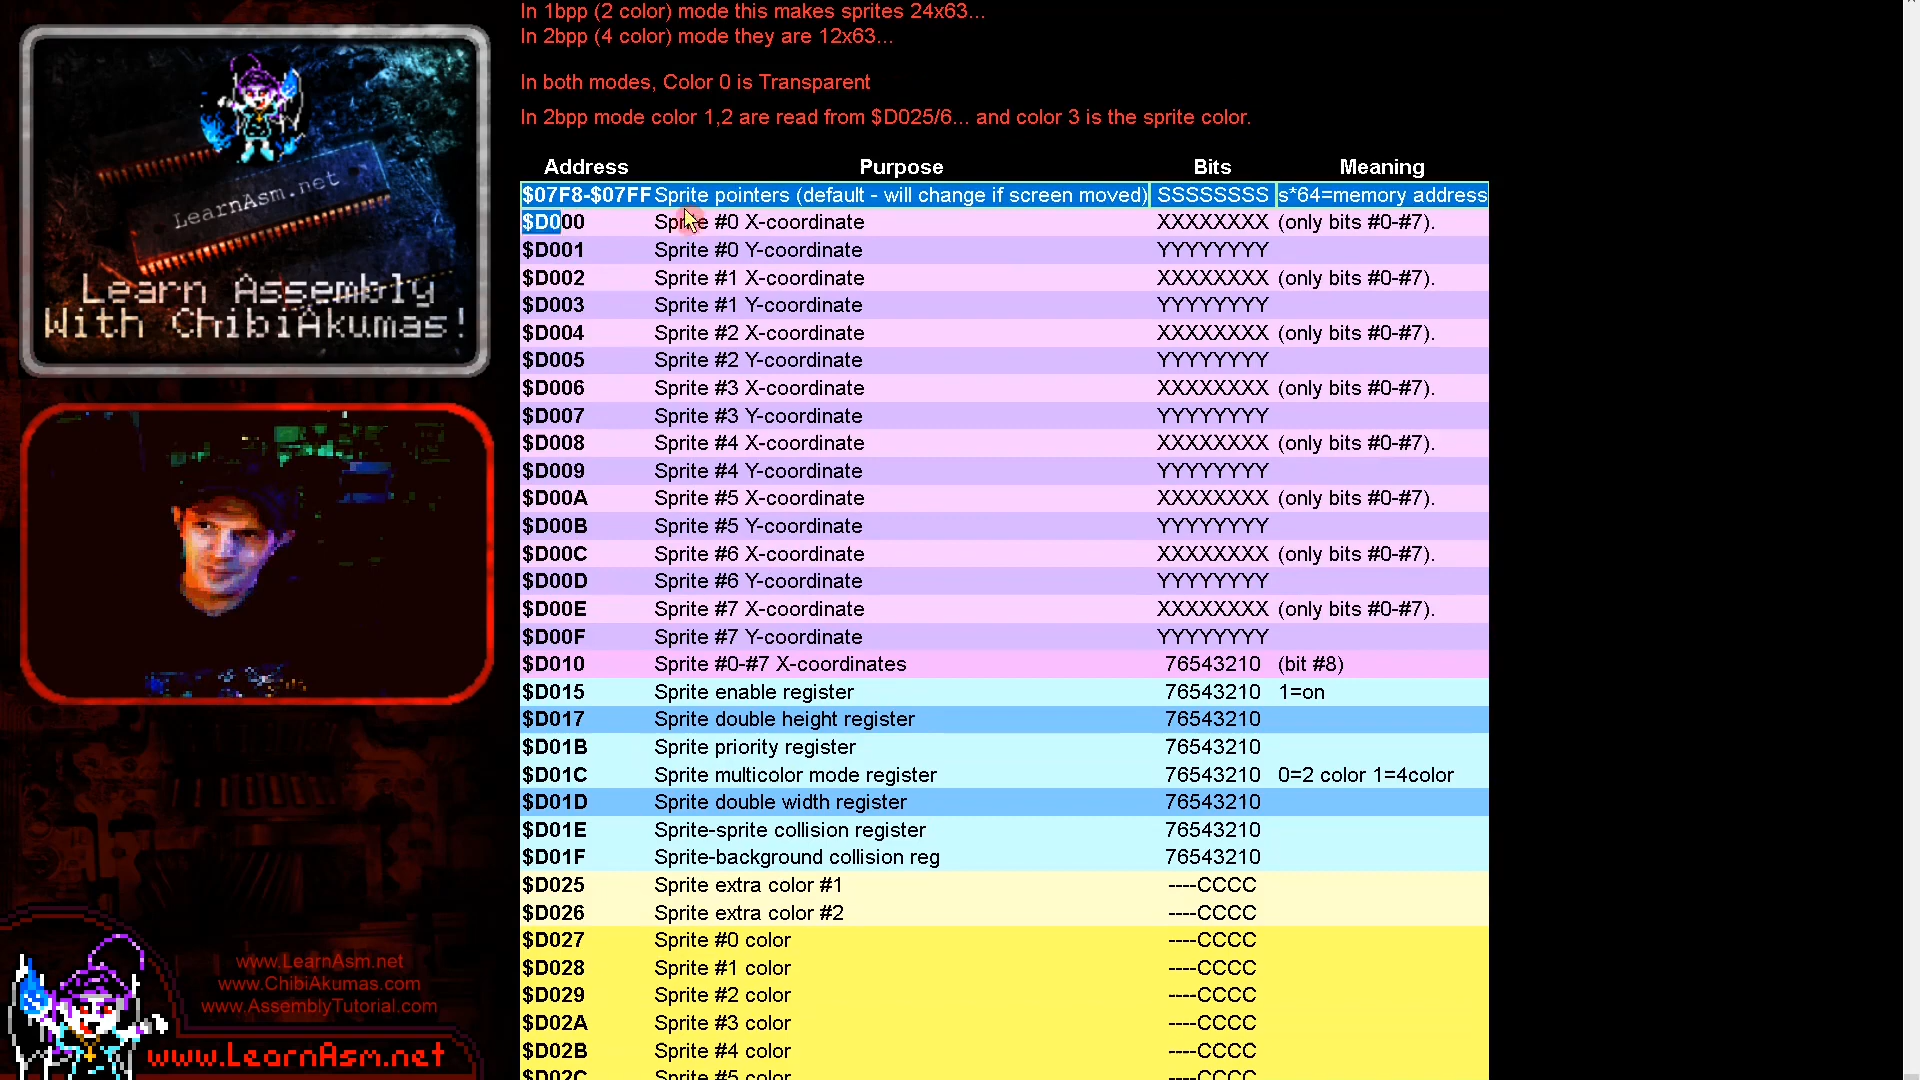 In 1bpp (2 color) mode this makes sprites 24x63...
In 2bpp (4 color) mode they are 12x63...
In both modes, Color 0 is Transparent
In 2bpp mode color 1,2 are read from $D025/6... and color 3 is the sprite color.
Address Purpose Bits Meaning
$07F8-$07FF Sprite pointers (default - will change if screen moved) SSSSSSSS s*64=memory address
$D000 Sprite #0 X-coordinate XXXXXXXX (only bits #0-#7).
$D001 Sprite #0 Y-coordinate YYYYYYYY
$D002 Sprite #1 X-coordinate XXXXXXXX (only bits #0-#7).
$D003 Sprite #1 Y-coordinate YYYYYYYY
$D004 Sprite #2 X-coordinate XXXXXXXX (only bits #0-#7).
$D005 Sprite #2 Y-coordinate YYYYYYYY
$D006 Sprite #3 X-coordinate XXXXXXXX (only bits #0-#7).
$D007 Sprite #3 Y-coordinate YYYYYYYY
$D008 Sprite #4 X-coordinate XXXXXXXX (only bits #0-#7).
$D009 Sprite #4 Y-coordinate YYYYYYYY
$D00A Sprite #5 X-coordinate XXXXXXXX (only bits #0-#7).
$D00B Sprite #5 Y-coordinate YYYYYYYY
$D00C Sprite #6 X-coordinate XXXXXXXX (only bits #0-#7).
$D00D Sprite #6 Y-coordinate YYYYYYYY
$D00E Sprite #7 X-coordinate XXXXXXXX (only bits #0-#7).
$D00F Sprite #7 Y-coordinate YYYYYYYY
$D010 Sprite #0-#7 X-coordinates 76543210 (bit #8)
$D015 Sprite enable register 76543210 1=on
$D017 Sprite double height register 76543210
$D01B Sprite priority register 76543210
$D01C Sprite multicolor mode register 76543210 0=2 color 1=4color
$D01D Sprite double width register 76543210
$D01E Sprite-sprite collision register 76543210
$D01F Sprite-background collision reg 76543210
$D025 Sprite extra color #1 ----CCCC
$D026 Sprite extra color #2 ----CCCC
$D027 Sprite #0 color ----CCCC
$D028 Sprite #1 color ----CCCC
$D029 Sprite #2 color ----CCCC
$D02A Sprite #3 color ----CCCC
$D02B Sprite #4 color ----CCCC
$D02C Sprite #5 color ----CCCC
LearnAsm.net
Learn Assembly
With ChibiAkumas!
www.LearnAsm.net
www.ChibiAkumas.com
www.AssemblyTutorial.com
www.LearnAsm.net